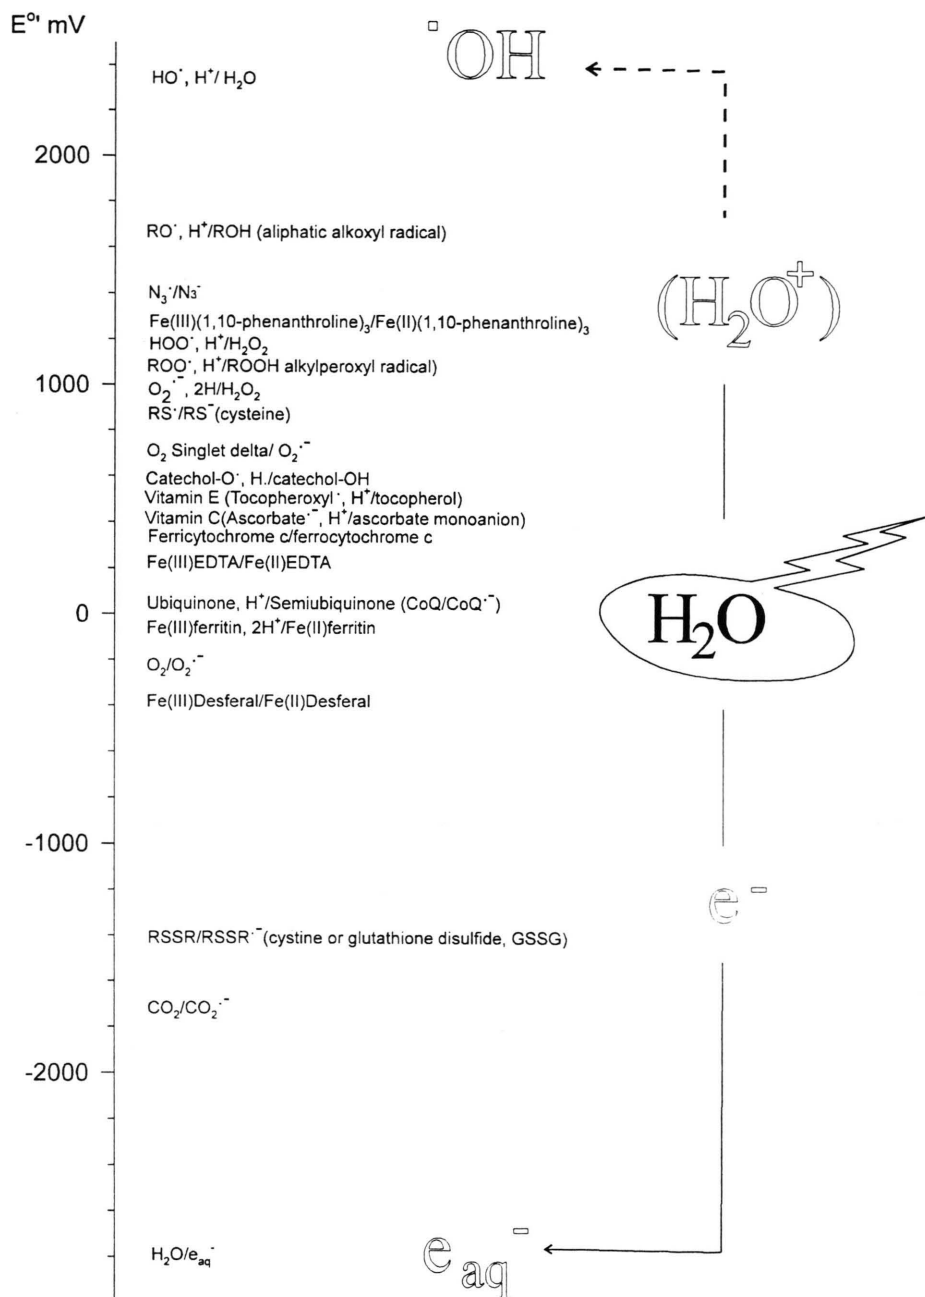 E°' mV
˙OH
HO˙, H⁺/ H₂O
2000
RO˙, H⁺/ROH (aliphatic alkoxyl radical)
(H₂O⁺)
N₃˙/N₃⁻
Fe(III)(1,10-phenanthroline)₃/Fe(II)(1,10-phenanthroline)₃
HOO˙, H⁺/H₂O₂
ROO˙, H⁺/ROOH alkylperoxyl radical)
1000
O₂˙⁻, 2H/H₂O₂
RS˙/RS⁻(cysteine)
O₂ Singlet delta/ O₂˙⁻
Catechol-O˙, H./catechol-OH
Vitamin E (Tocopheroxyl˙, H⁺/tocopherol)
Vitamin C(Ascorbate˙⁻, H⁺/ascorbate monoanion)
Ferricytochrome c/ferrocytochrome c
Fe(III)EDTA/Fe(II)EDTA
Ubiquinone, H⁺/Semiubiquinone (CoQ/CoQ˙⁻)
0
H₂O
Fe(III)ferritin, 2H⁺/Fe(II)ferritin
O₂/O₂˙⁻
Fe(III)Desferal/Fe(II)Desferal
-1000
e⁻
RSSR/RSSR˙⁻(cystine or glutathione disulfide, GSSG)
CO₂/CO₂˙⁻
-2000
H₂O/e_aq⁻
e_aq⁻